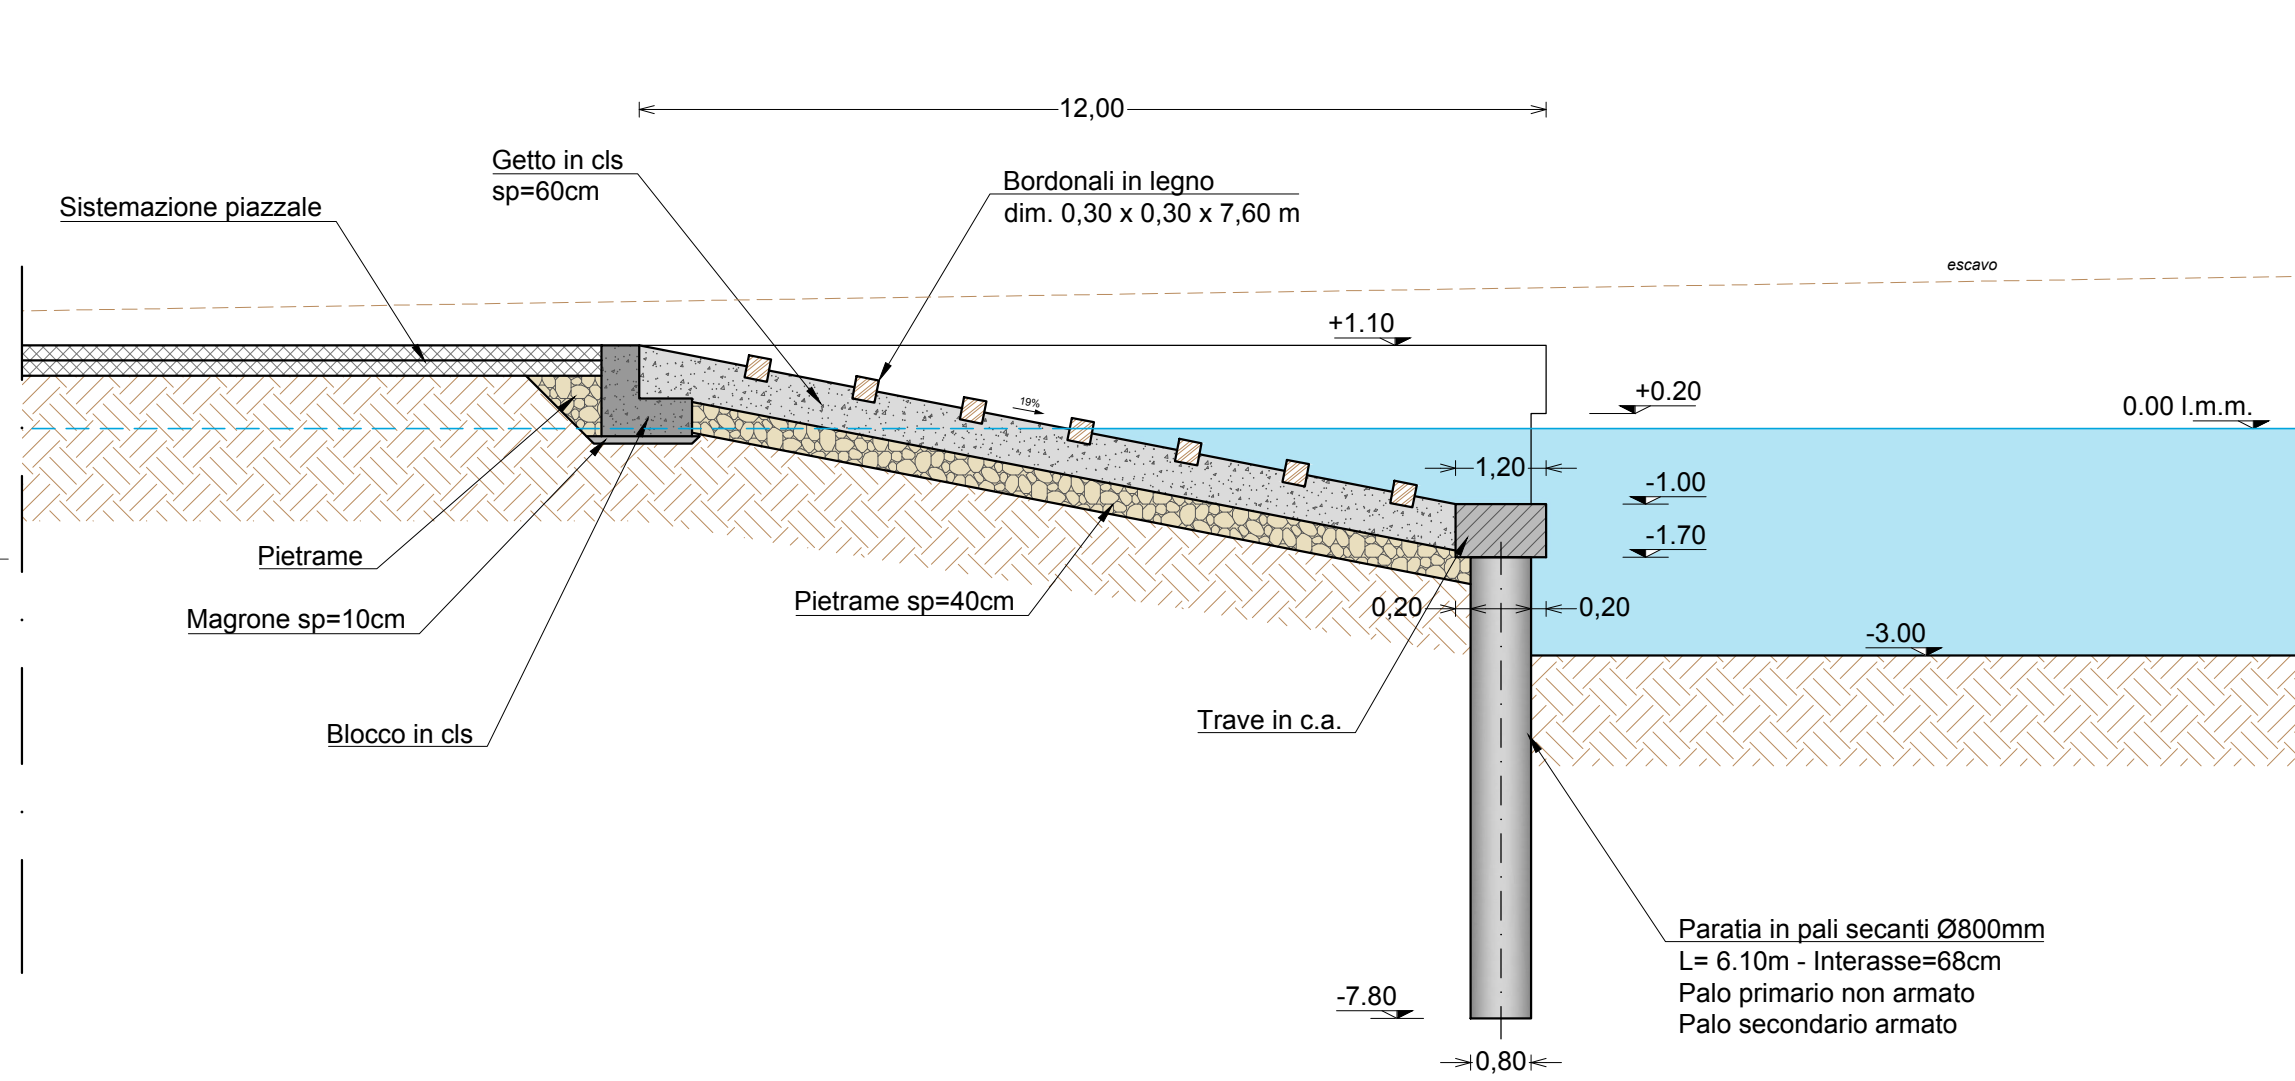 12,00
Getto in cls
sp=60cm
Bordonali in legno
dim. 0,30 x 0,30 x 7,60 m
Sistemazione piazzale
escavo
+1.10
+0.20
0.00 l.m.m.
19%
1,20
-1.00
-1.70
Pietrame
Magrone sp=10cm
Pietrame sp=40cm
0,20
0,20
-3.00
Blocco in cls
Trave in c.a.
Paratia in pali secanti Ø800mm
L= 6.10m - Interasse=68cm
Palo primario non armato
Palo secondario armato
-7.80
0,80